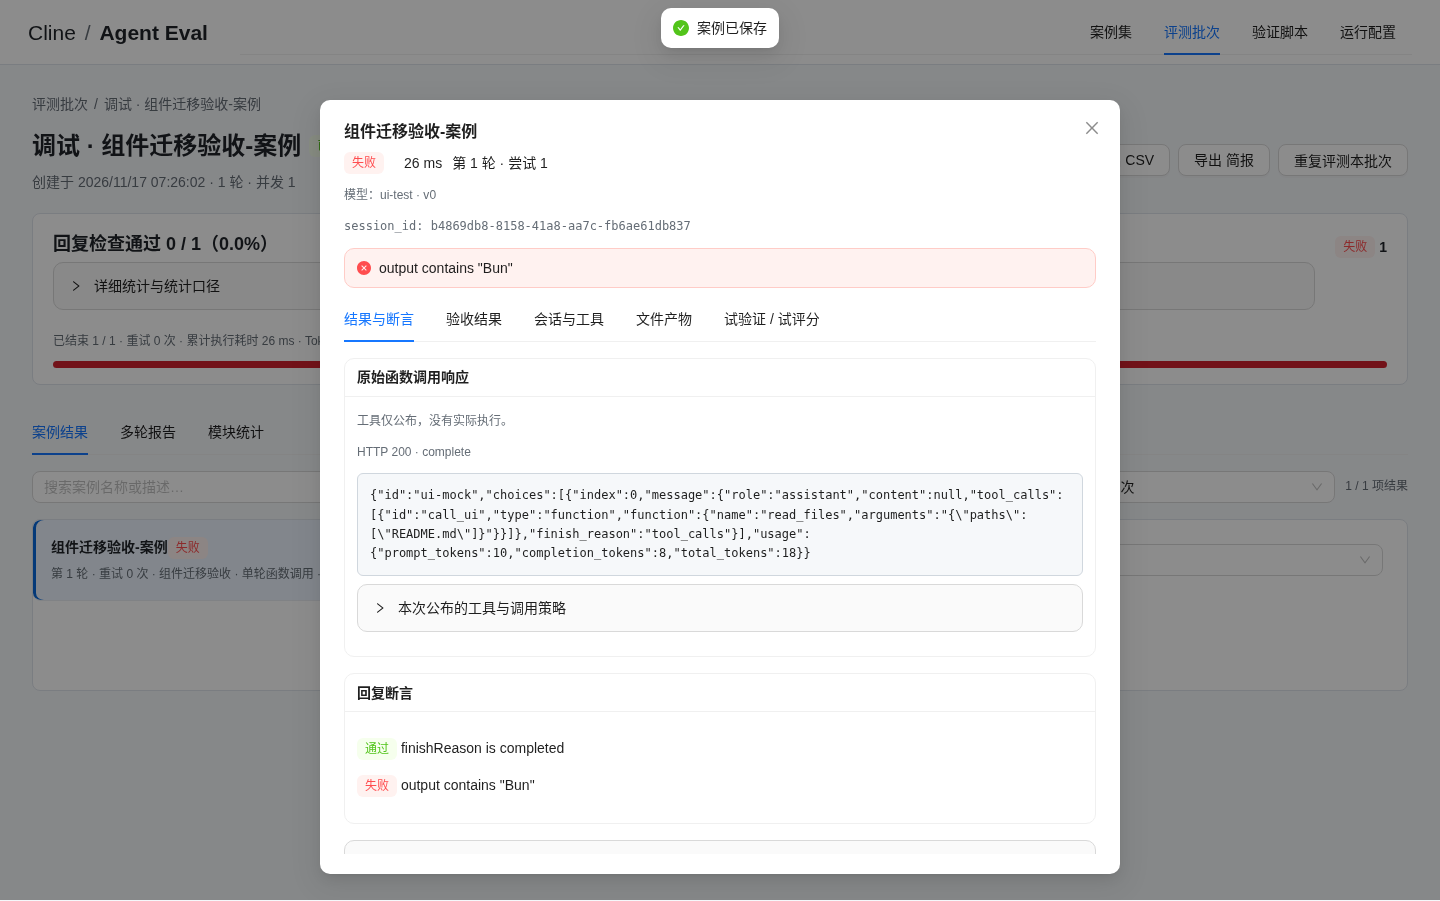 Cline / Agent Eval
案例已保存
案例集
评测批次
验证脚本
运行配置
评测批次 / 调试 · 组件迁移验收-案例
调试 · 组件迁移验收-案例
创建于 2026/11/17 07:26:02 · 1 轮 · 并发 1
CSV
导出 简报
重复评测本批次
回复检查通过 0 / 1（0.0%）
失败 1
详细统计与统计口径
已结束 1 / 1 · 重试 0 次 · 累计执行耗时 26 ms · Tok
案例结果
多轮报告
模块统计
搜索案例名称或描述…
次
1 / 1 项结果
组件迁移验收-案例 失败
第 1 轮 · 重试 0 次 · 组件迁移验收 · 单轮函数调用 ·
组件迁移验收-案例
失败 26 ms 第 1 轮 · 尝试 1
模型：ui-test · v0
session_id: b4869db8-8158-41a8-aa7c-fb6ae61db837
output contains "Bun"
结果与断言
验收结果
会话与工具
文件产物
试验证 / 试评分
原始函数调用响应
工具仅公布，没有实际执行。
HTTP 200 · complete
{"id":"ui-mock","choices":[{"index":0,"message":{"role":"assistant","content":null,"tool_calls":
[{"id":"call_ui","type":"function","function":{"name":"read_files","arguments":"{\"paths\":
[\"README.md\"]}"}}]},"finish_reason":"tool_calls"}],"usage":
{"prompt_tokens":10,"completion_tokens":8,"total_tokens":18}}
本次公布的工具与调用策略
回复断言
通过 finishReason is completed
失败 output contains "Bun"